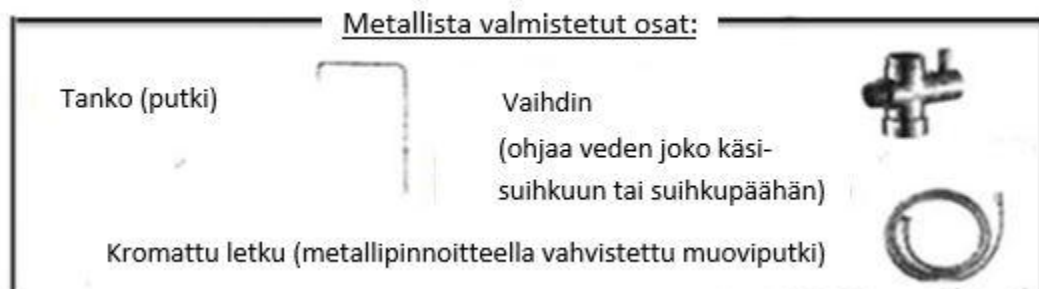 Metallista valmistetut osat:
Tanko (putki)
Vaihdin
(ohjaa veden joko käsi-
suihkuun tai suihkupäähän)
Kromattu letku (metallipinnoitteella vahvistettu muoviputki)